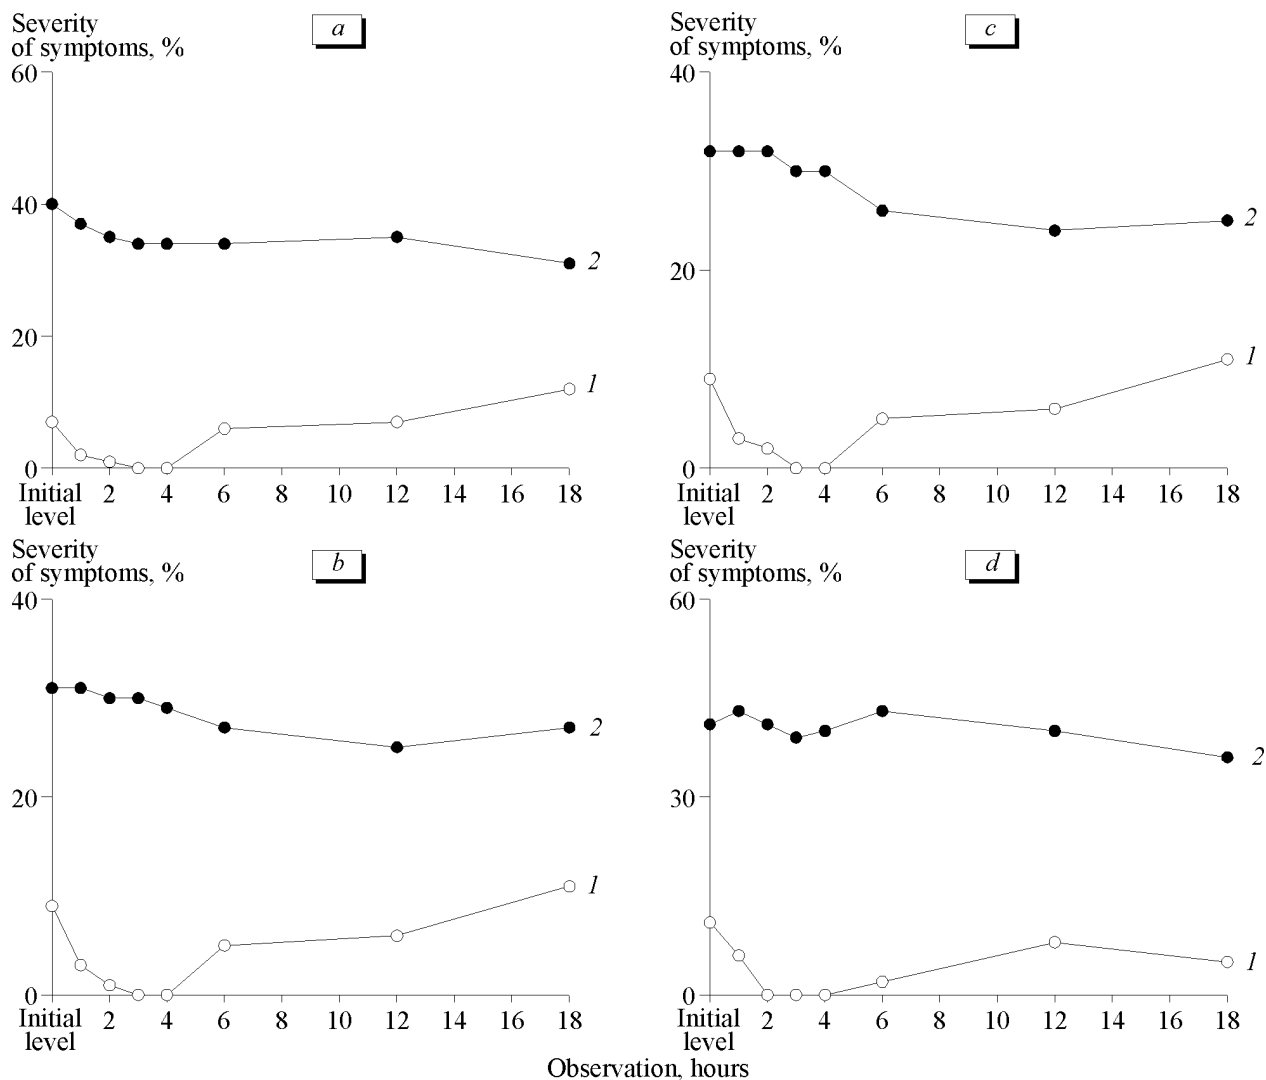 Severity
of symptoms, %
a
60
40
20
0
2
1
Initial
level
2
4
6
8
10
12
14
16
18
Severity
of symptoms, %
c
40
20
0
2
1
Initial
level
2
4
6
8
10
12
14
16
18
Severity
of symptoms, %
b
40
20
0
2
1
Initial
level
2
4
6
8
10
12
14
16
18
Severity
of symptoms, %
d
60
30
0
2
1
Initial
level
2
4
6
8
10
12
14
16
18
Observation, hours